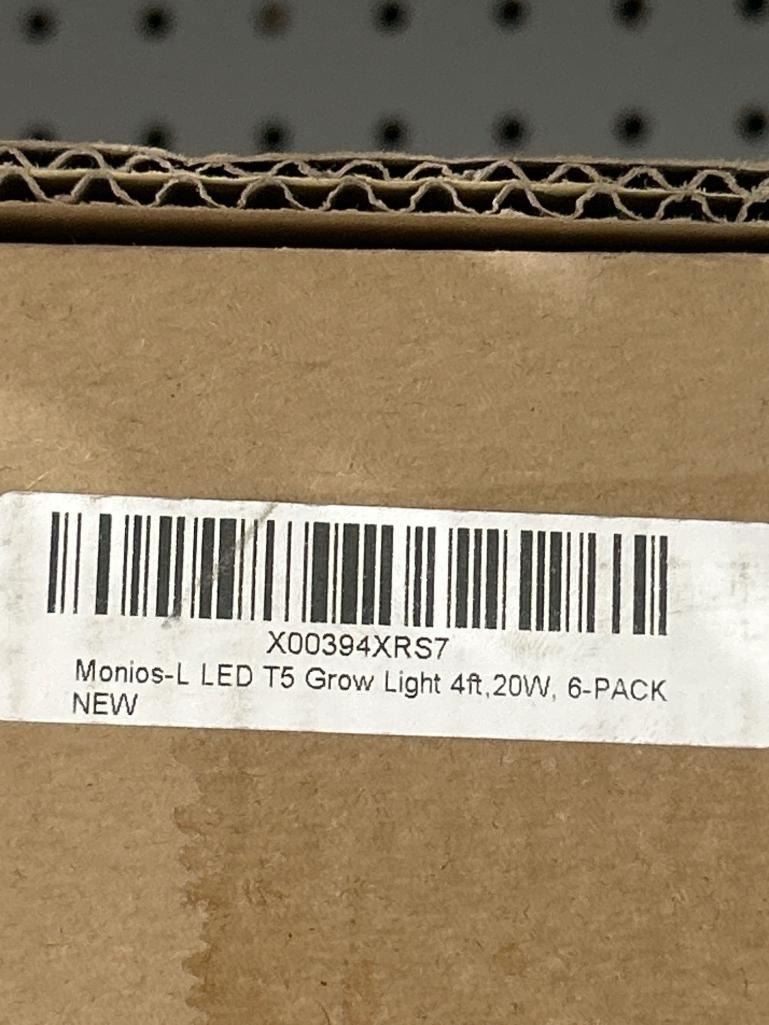 X00394XRS7
Monios-L LED T5 Grow Light 4ft,20W, 6-PACK
NEW